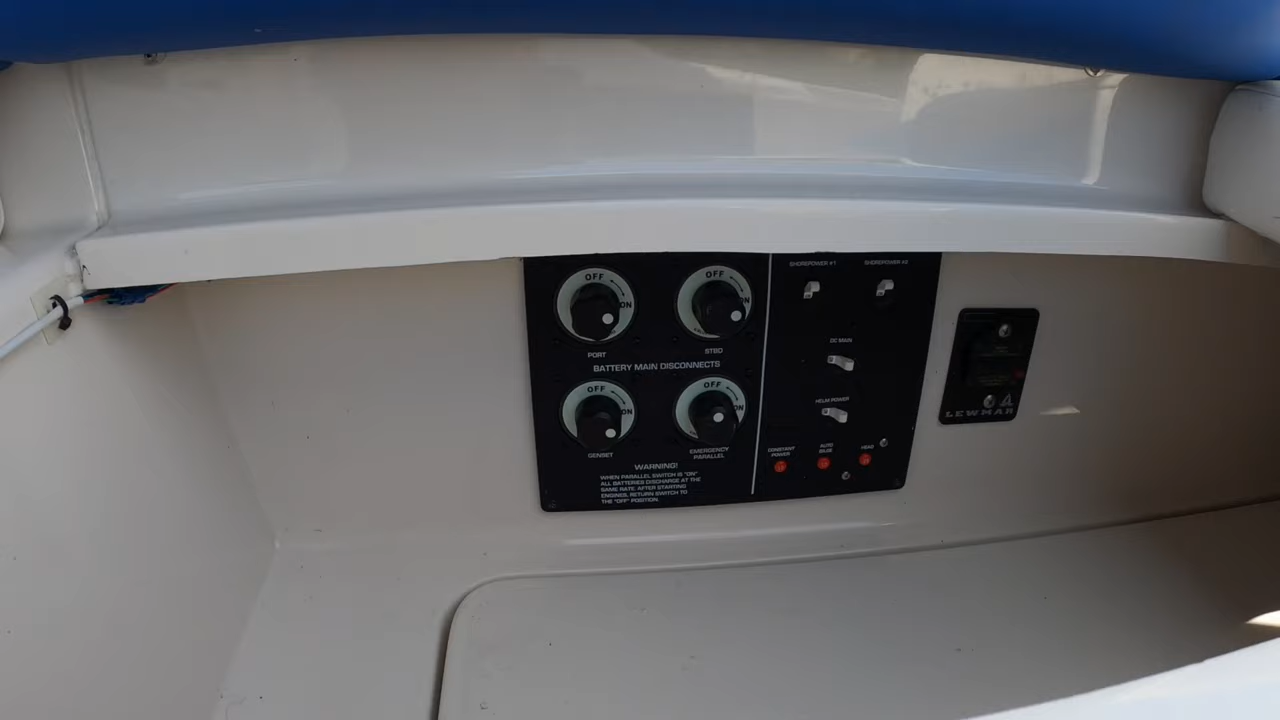 OFF
ON
PORT
OFF
ON
STBD
BATTERY MAIN DISCONNECTS
OFF
ON
GENSET
OFF
ON
EMERGENCY
PARALLEL
WARNING!
WHEN PARALLEL SWITCH IS "ON"
ALL BATTERIES DISCHARGE AT THE
SAME RATE. AFTER STARTING
ENGINES, RETURN SWITCH TO
THE "OFF" POSITION.
SHOREPOWER #1
SHOREPOWER #2
DC MAIN
HELM POWER
CONSTANT
POWER
AUTO
BILGE
HEAD
LEWMAR